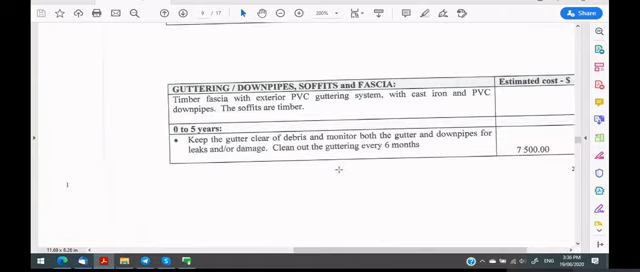 9 / 17
200%
Share
GUTTERING / DOWNPIPES, SOFFITS and FASCIA:
Estimated cost - $
Timber fascia with exterior PVC guttering system, with cast iron and PVC
downpipes. The soffits are timber.
0 to 5 years:
• Keep the gutter clear of debris and monitor both the gutter and downpipes for
leaks and/or damage. Clean out the guttering every 6 months
7 500.00
1
2
11.69 x 8.26 in
ENG
3:36 PM
19/08/2020